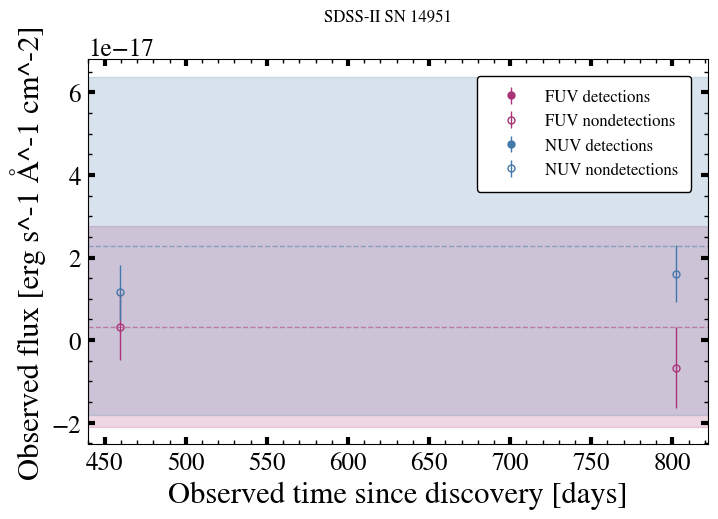 SDSS-II SN 14951
1e−17
6
4
2
0
−2
Observed flux [erg s^-1 Å^-1 cm^-2]
FUV detections
FUV nondetections
NUV detections
NUV nondetections
450 500 550 600 650 700 750 800
Observed time since discovery [days]